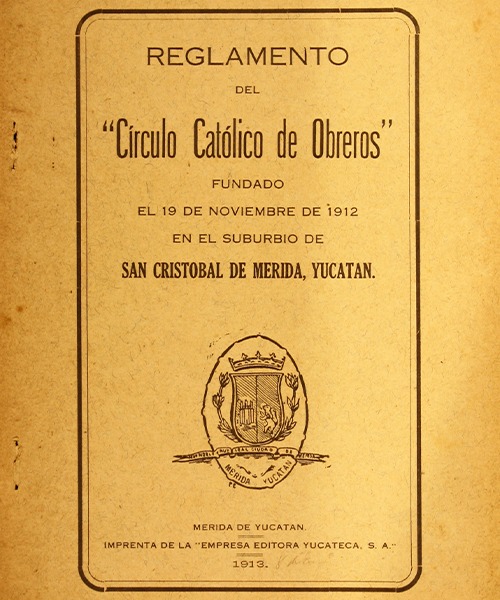 REGLAMENTO
DEL
"Círculo Católico de Obreros"
FUNDADO
EL 19 DE NOVIEMBRE DE 1912
EN EL SUBURBIO DE
SAN CRISTOBAL DE MERIDA, YUCATAN.
MERIDA DE YUCATAN
MERIDA DE YUCATAN.
IMPRENTA DE LA "EMPRESA EDITORA YUCATECA, S. A."
1913.